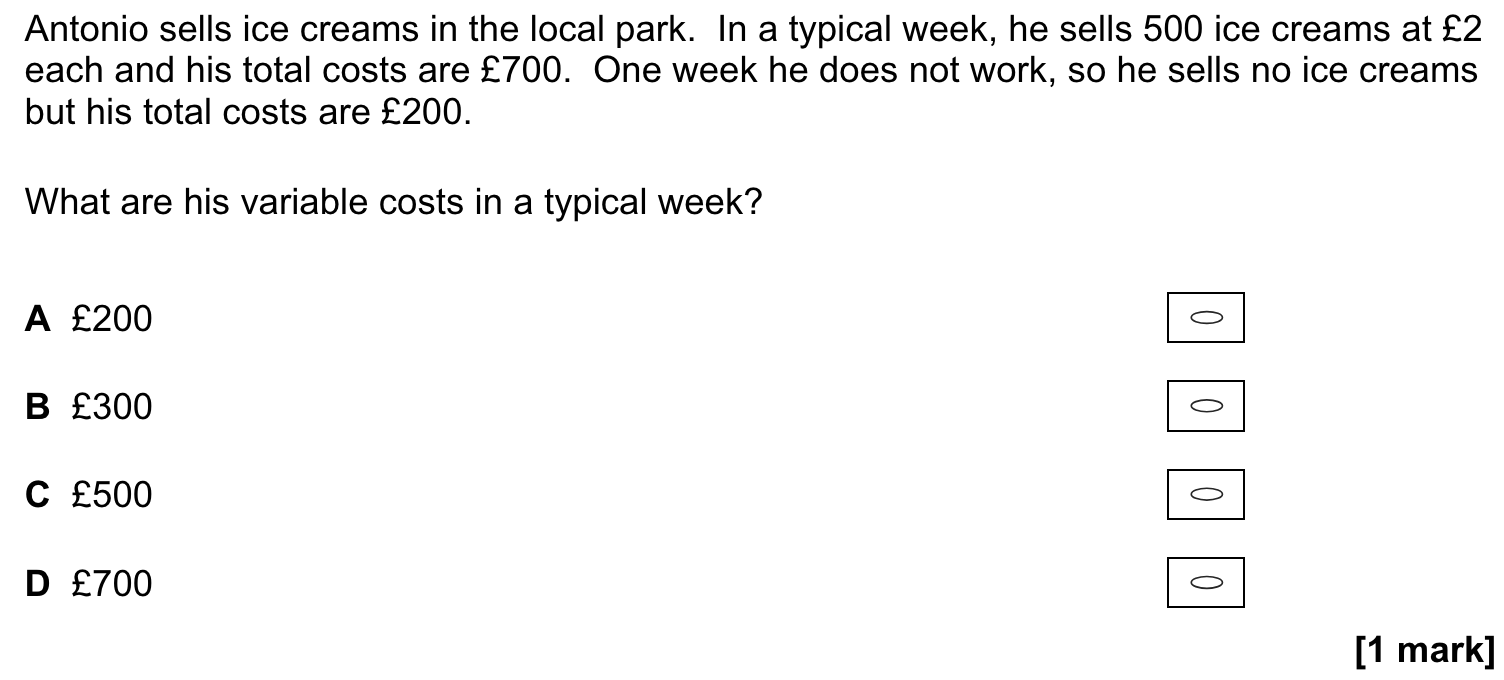 Antonio sells ice creams in the local park.  In a typical week, he sells 500 ice creams at £2
each and his total costs are £700.  One week he does not work, so he sells no ice creams
but his total costs are £200.
What are his variable costs in a typical week?
A £200
B £300
C £500
D £700
[1 mark]